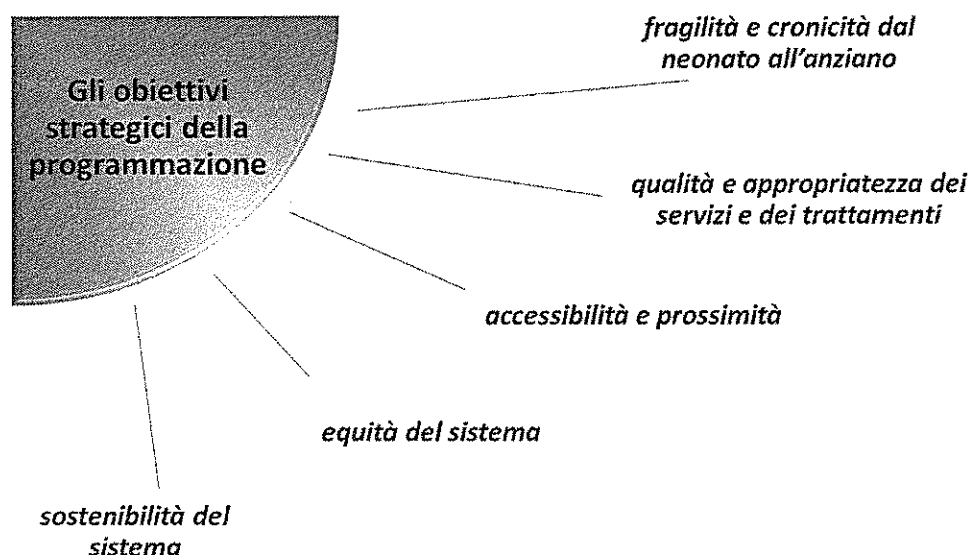 Gli obiettivi
strategici della
programmazione
fragilità e cronicità dal
neonato all'anziano
qualità e appropriatezza dei
servizi e dei trattamenti
accessibilità e prossimità
equità del sistema
sostenibilità del
sistema